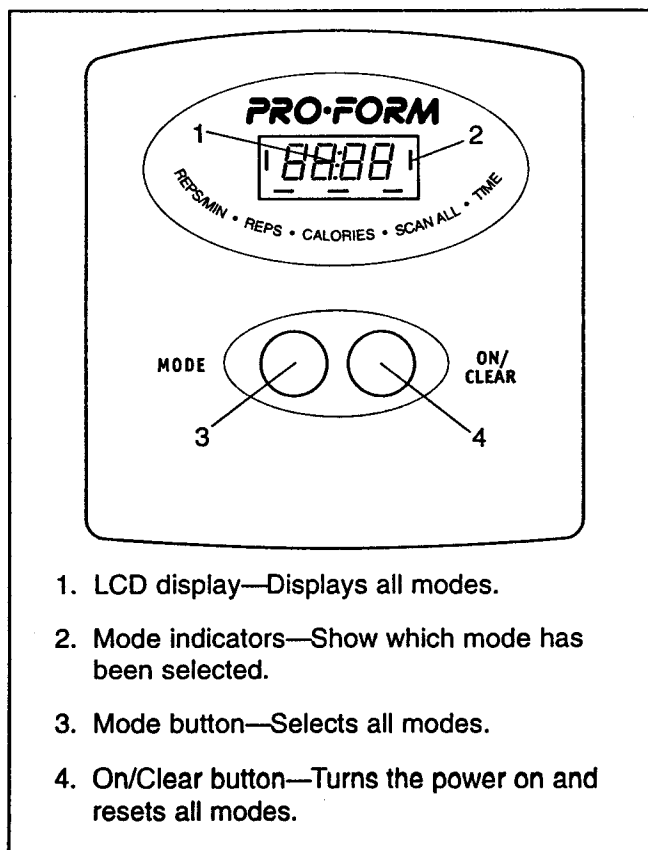 PRO•FORM
1
88:88
2
REPS/MIN • REPS • CALORIES • SCAN ALL • TIME
MODE
ON/
CLEAR
3
4
1. LCD display—Displays all modes.
2. Mode indicators—Show which mode has
been selected.
3. Mode button—Selects all modes.
4. On/Clear button—Turns the power on and
resets all modes.